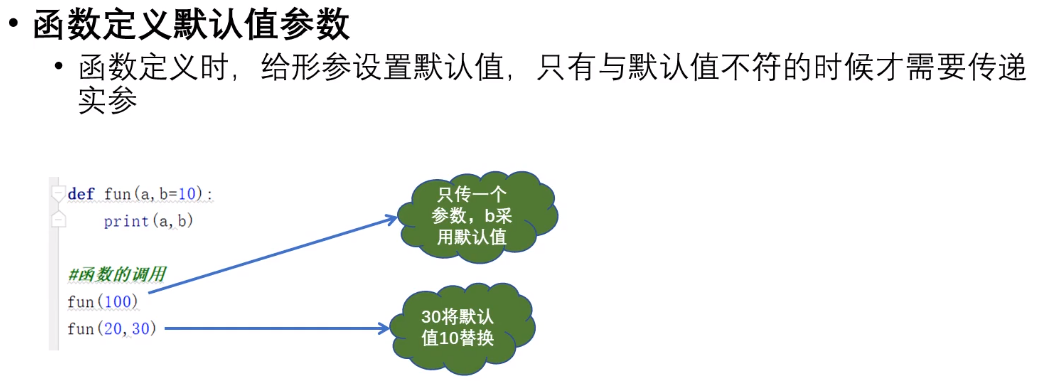 • 函数定义默认值参数
• 函数定义时，给形参设置默认值，只有与默认值不符的时候才需要传递
实参
def fun(a,b=10):
    print(a,b)
#函数的调用
fun(100)
fun(20,30)
只传一个
参数，b采
用默认值
30将默认
值10替换